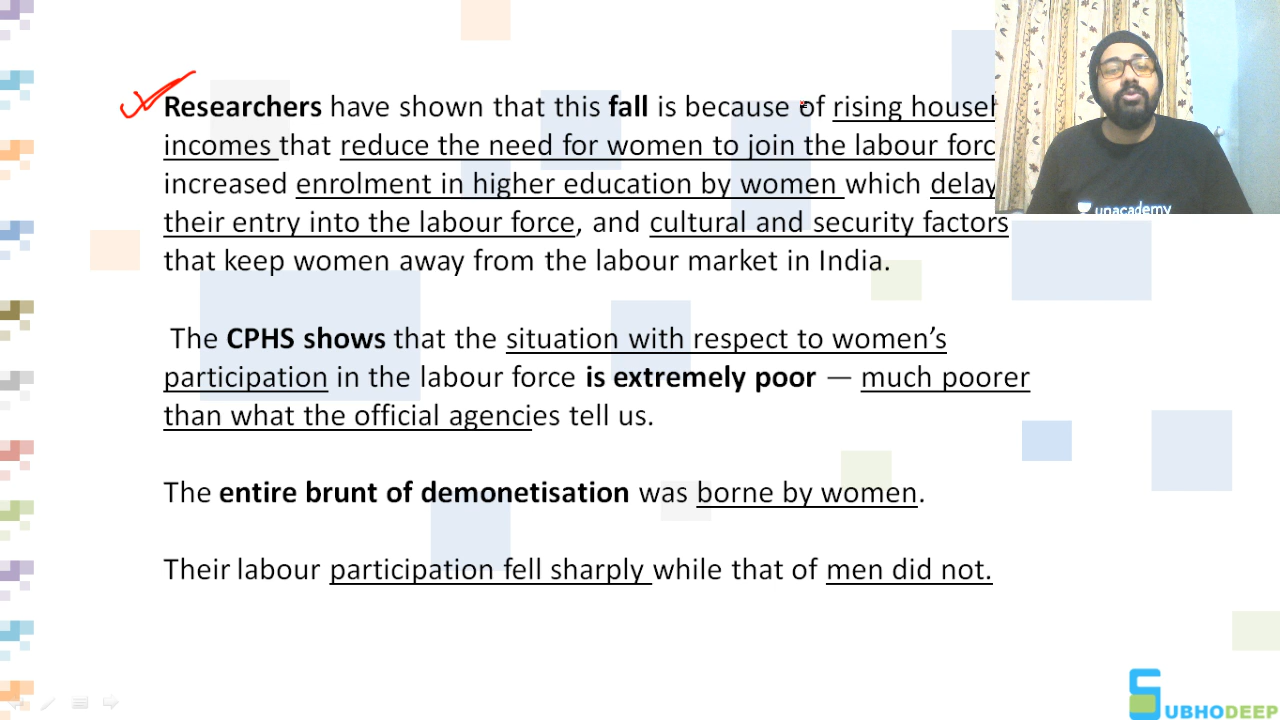 Researchers have shown that this fall is because of rising
incomes that reduce the need for women to join the labour
increased enrolment in higher education by women which delay
their entry into the labour force, and cultural and security factors
that keep women away from the labour market in India.
The CPHS shows that the situation with respect to women’s
participation in the labour force is extremely poor — much poorer
than what the official agencies tell us.
The entire brunt of demonetisation was borne by women.
Their labour participation fell sharply while that of men did not.
unacademy
SUBHODEEP